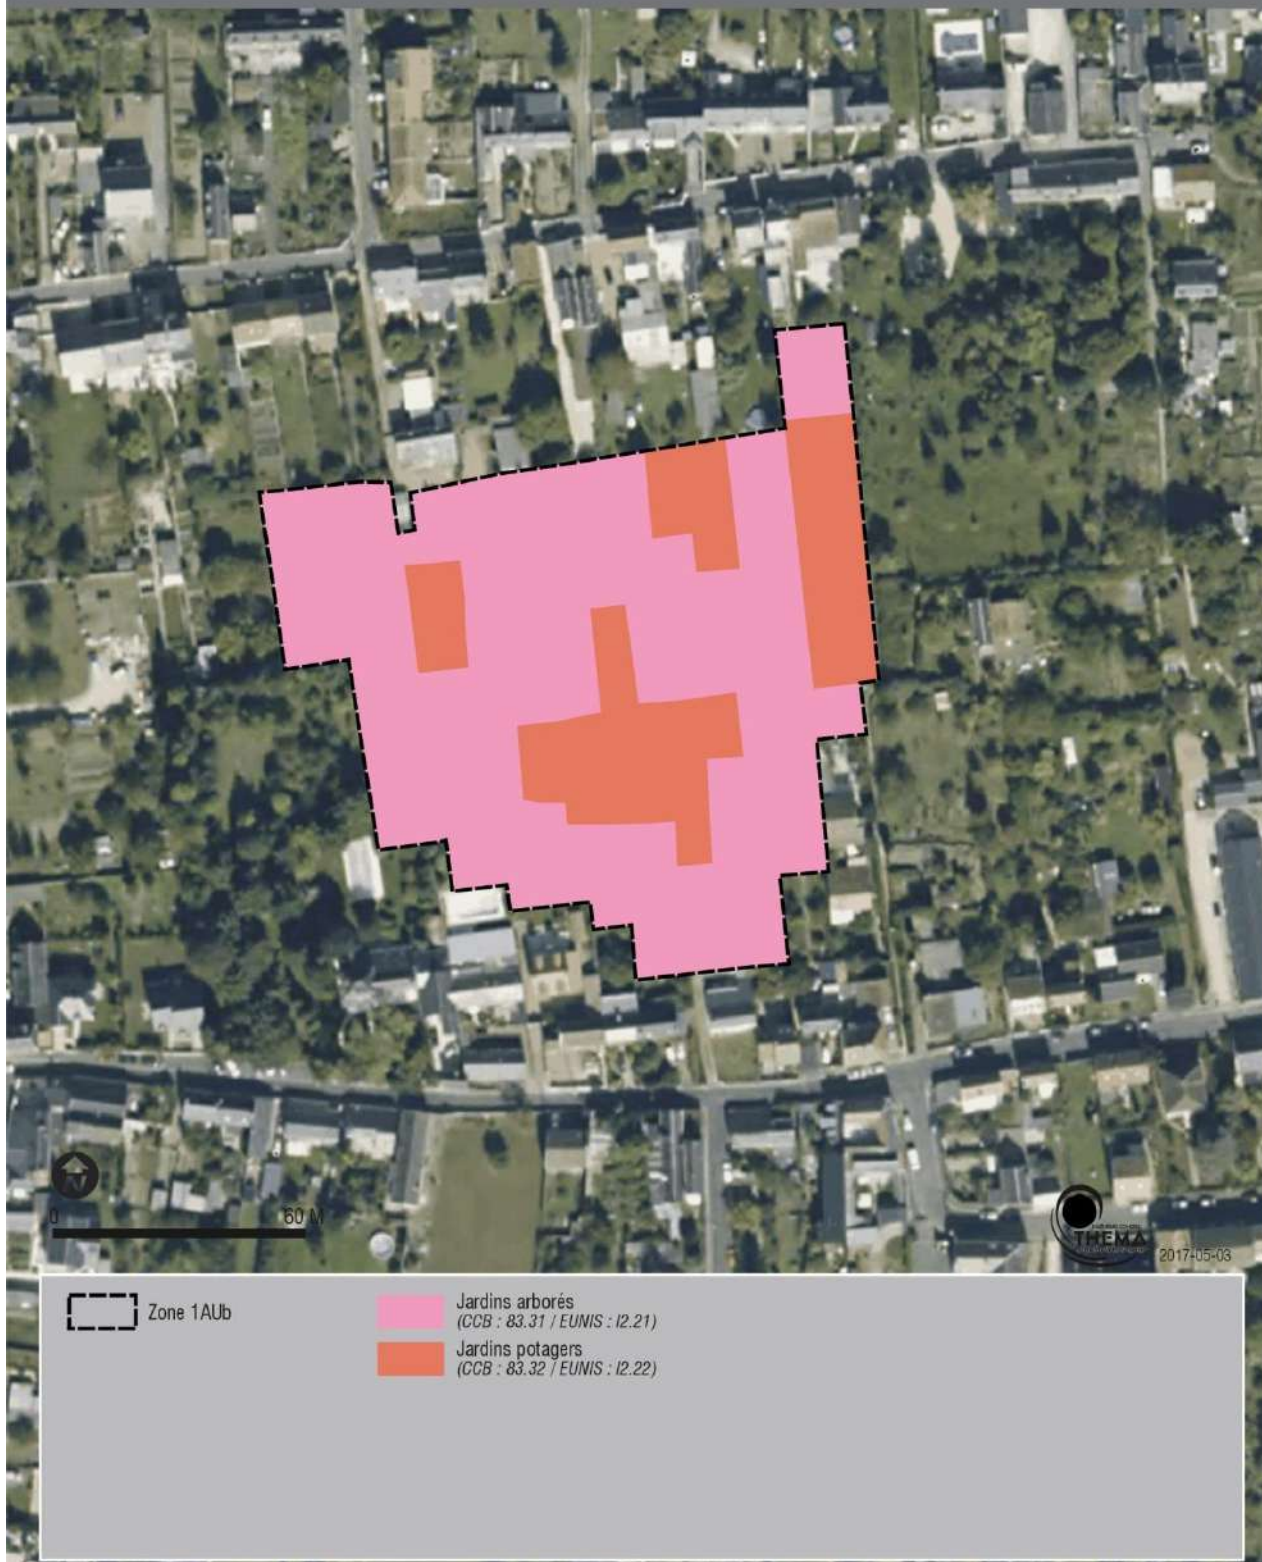 0 60 M
THEMA
2017-05-03
Zone 1AUb
Jardins arborés
(CCB : 83.31 / EUNIS : I2.21)
Jardins potagers
(CCB : 83.32 / EUNIS : I2.22)